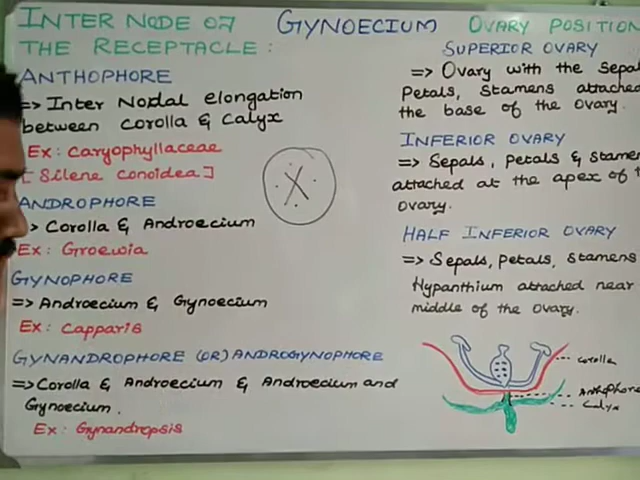 INTER NODE OF
THE RECEPTACLE :
ANTHOPHORE
=> Inter Nodal elongation
between corolla & calyx
Ex: Caryophyllaceae
[Silene conoidea]
ANDROPHORE
> Corolla & Androecium
Ex: Groewia
GYNOPHORE
=> Androecium & Gynoecium
Ex: Capparis
GYNANDROPHORE (OR) ANDROGYNOPHORE
=> Corolla & Androecium & Androecium and
Gynoecium.
Ex: Gynandropsis
GYNOECIUM OVARY POSITION
SUPERIOR OVARY
=> Ovary with the Sepal
Petals, Stamens attached
the base of the ovary.
INFERIOR OVARY
=> Sepals, petals & Stamen
attached at the apex of
ovary.
HALF INFERIOR OVARY
=> Sepals, petals, Stamens
Hypanthium attached near
middle of the ovary.
corolla
Anthophore
Calyx